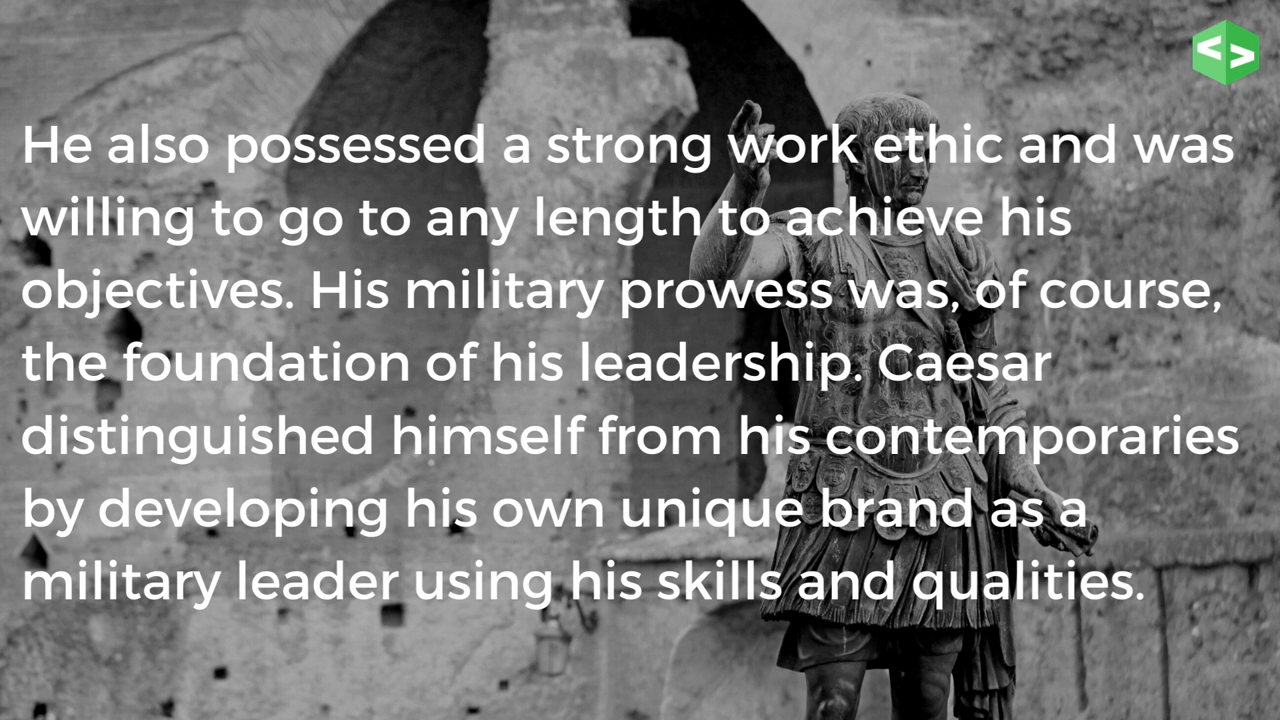 He also possessed a strong work ethic and was
willing to go to any length to achieve his
objectives. His military prowess was, of course,
the foundation of his leadership. Caesar
distinguished himself from his contemporaries
by developing his own unique brand as a
military leader using his skills and qualities.